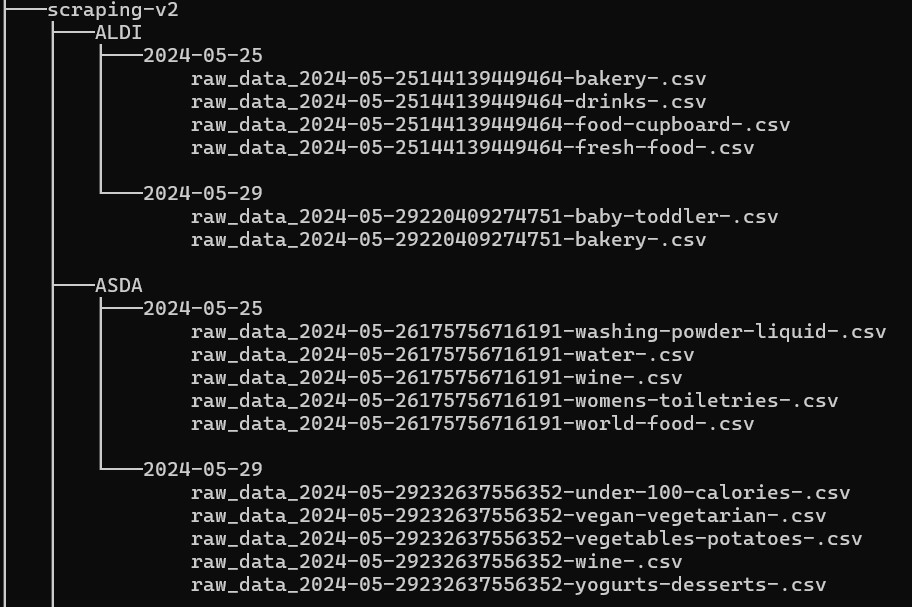 scraping-v2
ALDI
2024-05-25
raw_data_2024-05-25144139449464-bakery-.csv
raw_data_2024-05-25144139449464-drinks-.csv
raw_data_2024-05-25144139449464-food-cupboard-.csv
raw_data_2024-05-25144139449464-fresh-food-.csv
2024-05-29
raw_data_2024-05-29220409274751-baby-toddler-.csv
raw_data_2024-05-29220409274751-bakery-.csv
ASDA
2024-05-25
raw_data_2024-05-26175756716191-washing-powder-liquid-.csv
raw_data_2024-05-26175756716191-water-.csv
raw_data_2024-05-26175756716191-wine-.csv
raw_data_2024-05-26175756716191-womens-toiletries-.csv
raw_data_2024-05-26175756716191-world-food-.csv
2024-05-29
raw_data_2024-05-29232637556352-under-100-calories-.csv
raw_data_2024-05-29232637556352-vegan-vegetarian-.csv
raw_data_2024-05-29232637556352-vegetables-potatoes-.csv
raw_data_2024-05-29232637556352-wine-.csv
raw_data_2024-05-29232637556352-yogurts-desserts-.csv